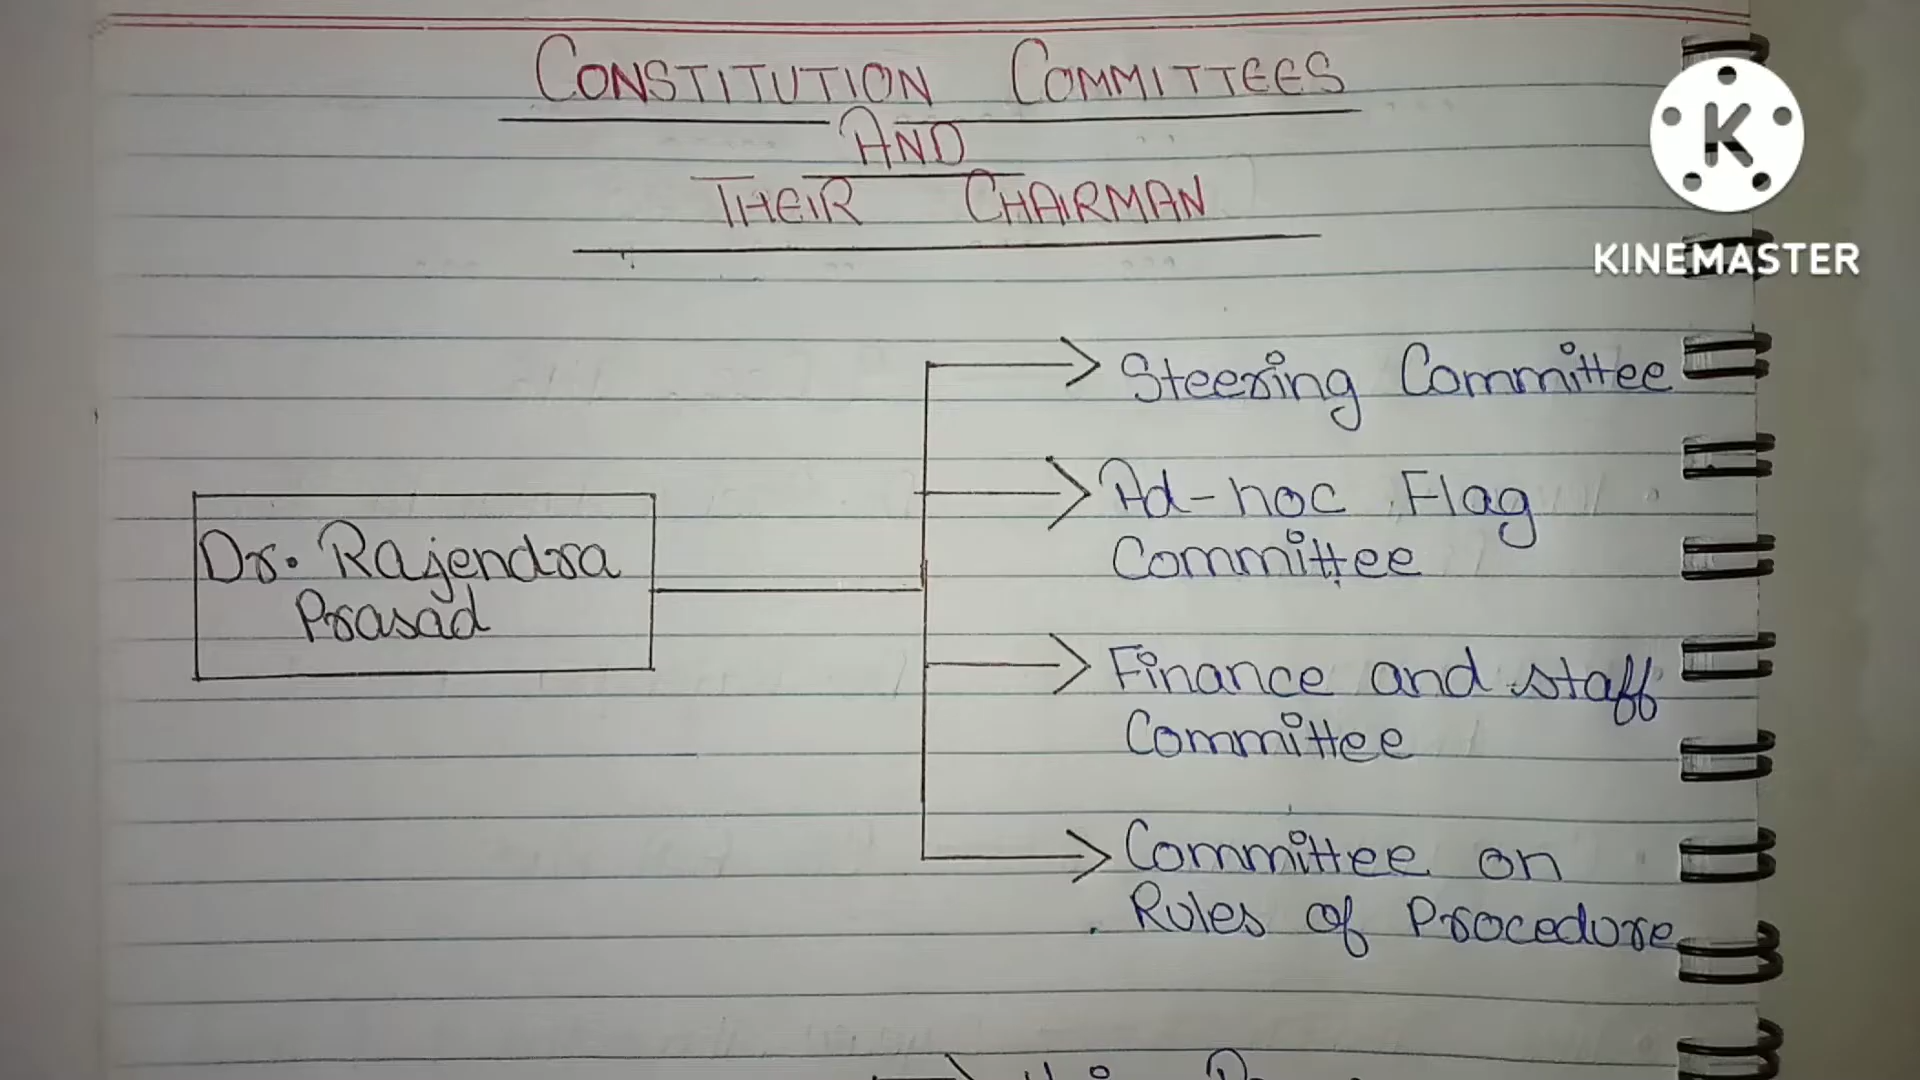 CONSTITUTION COMMITTEES
AND
THEIR CHAIRMAN
K
KINEMASTER
Steering Committee
Ad-hoc Flag
Committee
Dr. Rajendra
Prasad
Finance and staff
Committee
Committee on
Rules of Procedure